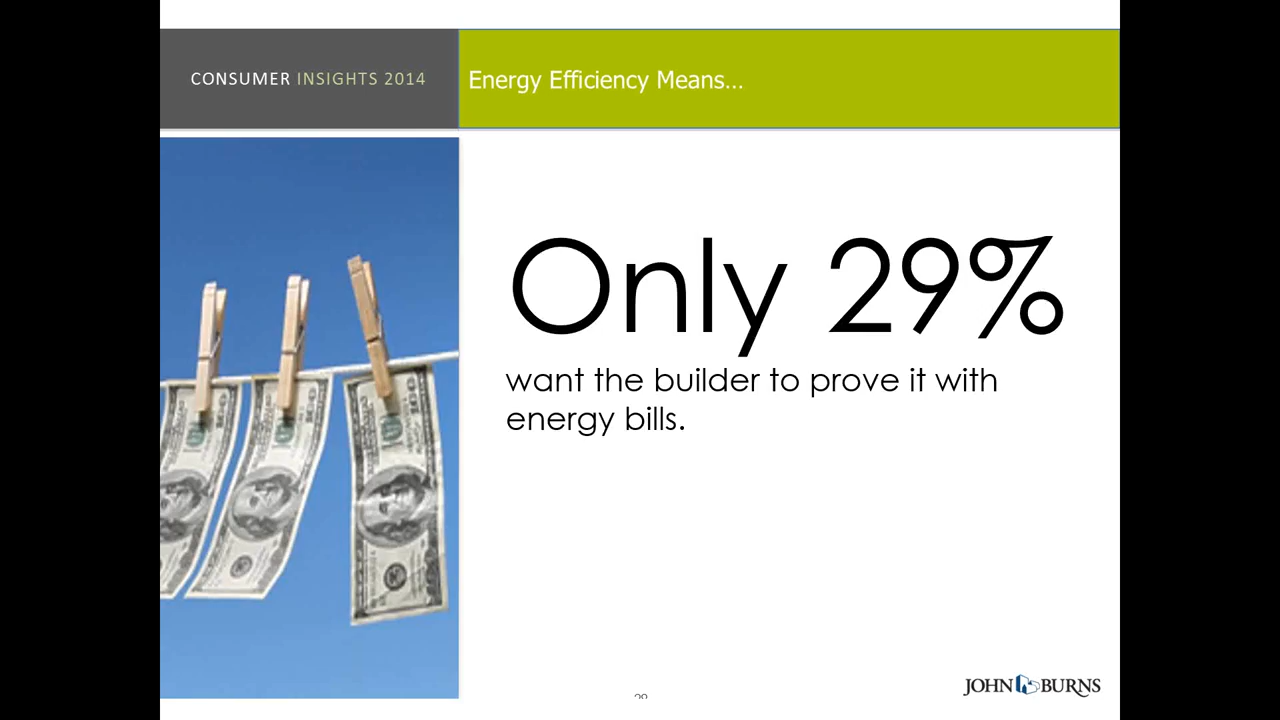 CONSUMER INSIGHTS 2014
Energy Efficiency Means...
Only 29%
want the builder to prove it with
energy bills.
JOHN BURNS